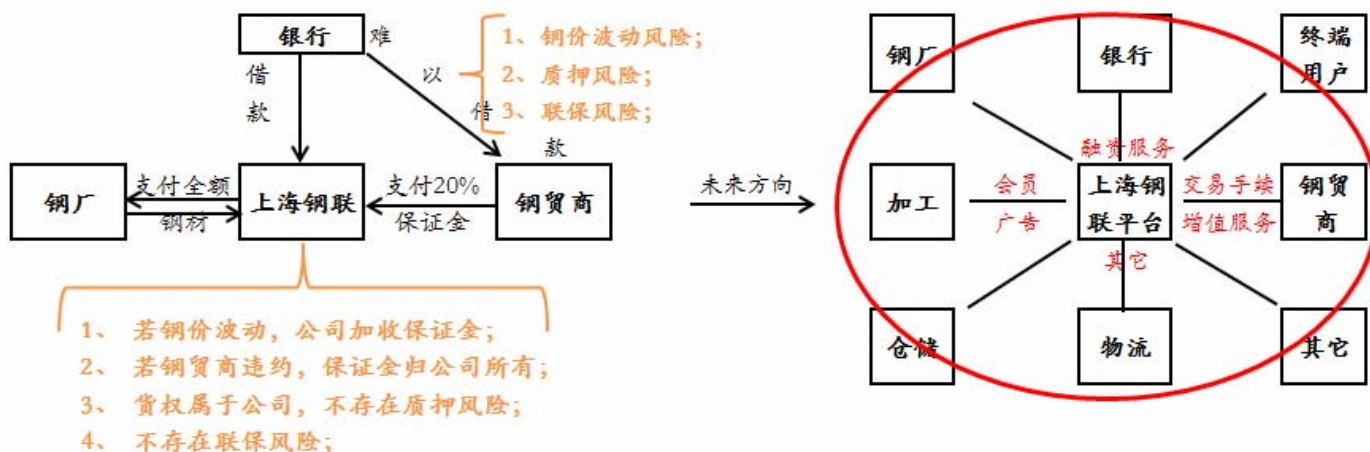 银行
难以借款
借款
1、钢价波动风险；
2、质押风险；
3、联保风险；
钢厂
支付全额
钢材
上海钢联
支付20%
保证金
钢贸商
1、 若钢价波动，公司加收保证金；
2、 若钢贸商违约，保证金归公司所有；
3、 货权属于公司，不存在质押风险；
4、 不存在联保风险；
未来方向
钢厂
银行
终端
用户
融资服务
加工
会员
广告
上海钢
联平台
交易手续
增值服务
钢贸
商
其它
仓储
物流
其它